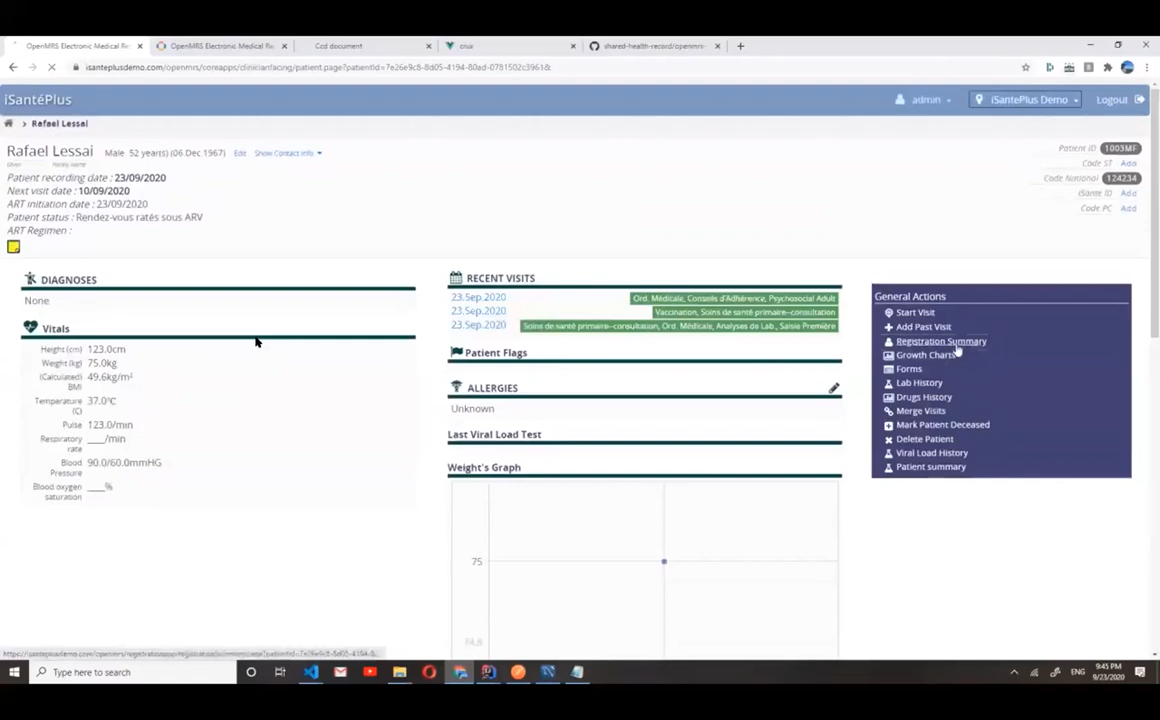 OpenMRS Electronic Medical Re
OpenMRS Electronic Medical Re
Ccd document
crux
shared-health-record/openmrs-
isanteplusdemo.com/openmrs/coreapps/clinicianfacing/patient.page?patientId=7e26e9c8-8d05-4194-80ad-0781502c3961&
iSantéPlus
admin
iSantePlus Demo
Logout
Rafael Lessai
Rafael Lessai
Male 52 year(s) (06.Dec 1967)
Edit
Show Contact Info
Patient recording date : 23/09/2020
Next visit date : 10/09/2020
ART initiation date : 23/09/2020
Patient status : Rendez-vous ratés sous ARV
ART Regimen :
Patient ID 1003MF
Code ST Add
Code National 124234
iSante ID Add
Code PC Add
DIAGNOSES
None
Vitals
Height (cm) 123.0cm
Weight (kg) 75.0kg
(Calculated) 49.6kg/m²
BMI
Temperature 37.0°C
(C)
Pulse 123.0/min
Respiratory ____/min
rate
Blood 90.0/60.0mmHG
Pressure
Blood oxygen ____%
saturation
RECENT VISITS
23.Sep.2020 Ord. Médicale, Conseils d'Adhérence, Psychosocial Adult
23.Sep.2020 Vaccination, Soins de santé primaire--consultation
23.Sep.2020 Soins de santé primaire--consultation, Ord. Médicale, Analyses de Lab., Saisie Première
Patient Flags
ALLERGIES
Unknown
Last Viral Load Test
Weight's Graph
75
74.8
General Actions
Start Visit
Add Past Visit
Registration Summary
Growth Charts
Forms
Lab History
Drugs History
Merge Visits
Mark Patient Deceased
Delete Patient
Viral Load History
Patient summary
Type here to search
ENG
9:45 PM
9/23/2020